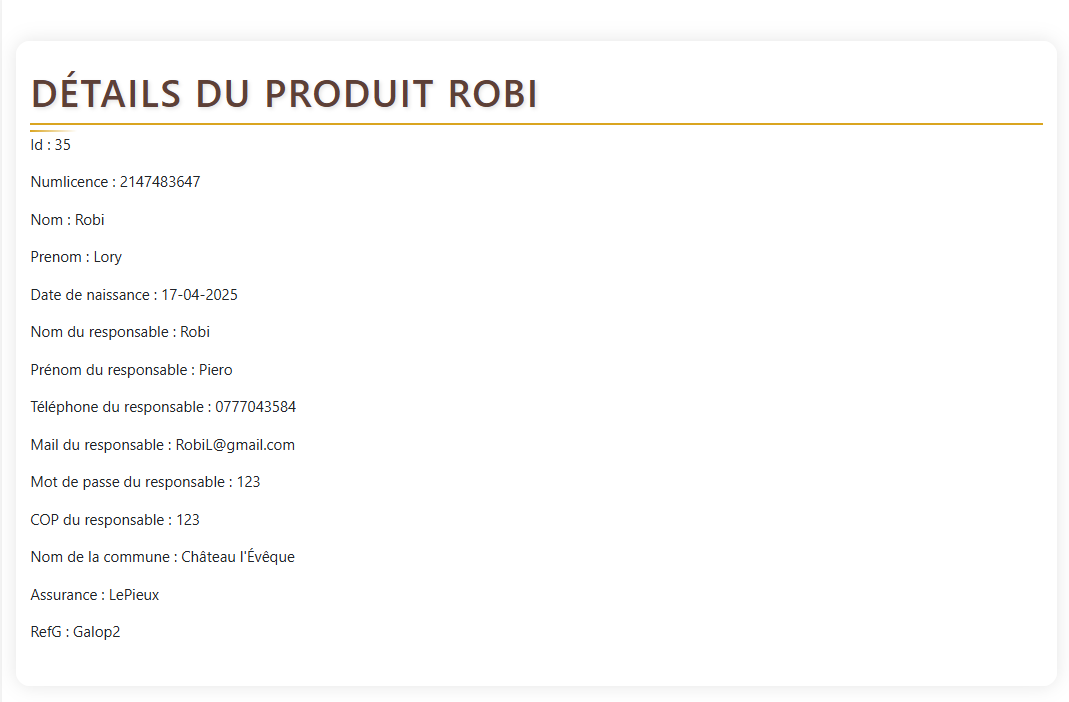 DÉTAILS DU PRODUIT ROBI
Id : 35
Numlicence : 2147483647
Nom : Robi
Prenom : Lory
Date de naissance : 17-04-2025
Nom du responsable : Robi
Prénom du responsable : Piero
Téléphone du responsable : 0777043584
Mail du responsable : RobiL@gmail.com
Mot de passe du responsable : 123
COP du responsable : 123
Nom de la commune : Château l'Évêque
Assurance : LePieux
RefG : Galop2